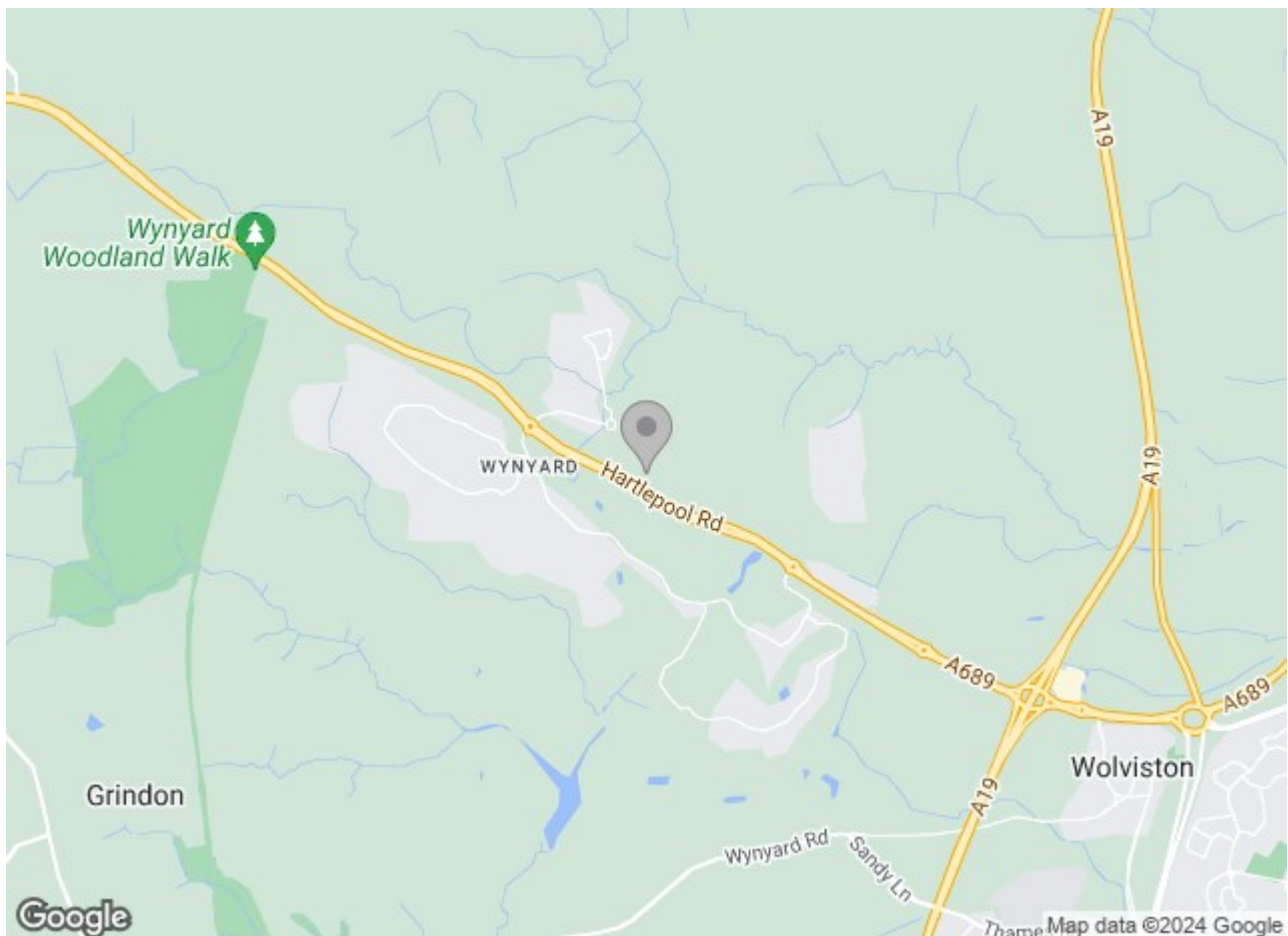 A19
Wynyard
Woodland Walk
WYNYARD
Hartlepool Rd
A19
A689
A689
Wolviston
Grindon
A19
Wynyard Rd
Sandy Ln
Google
Map data ©2024 Google